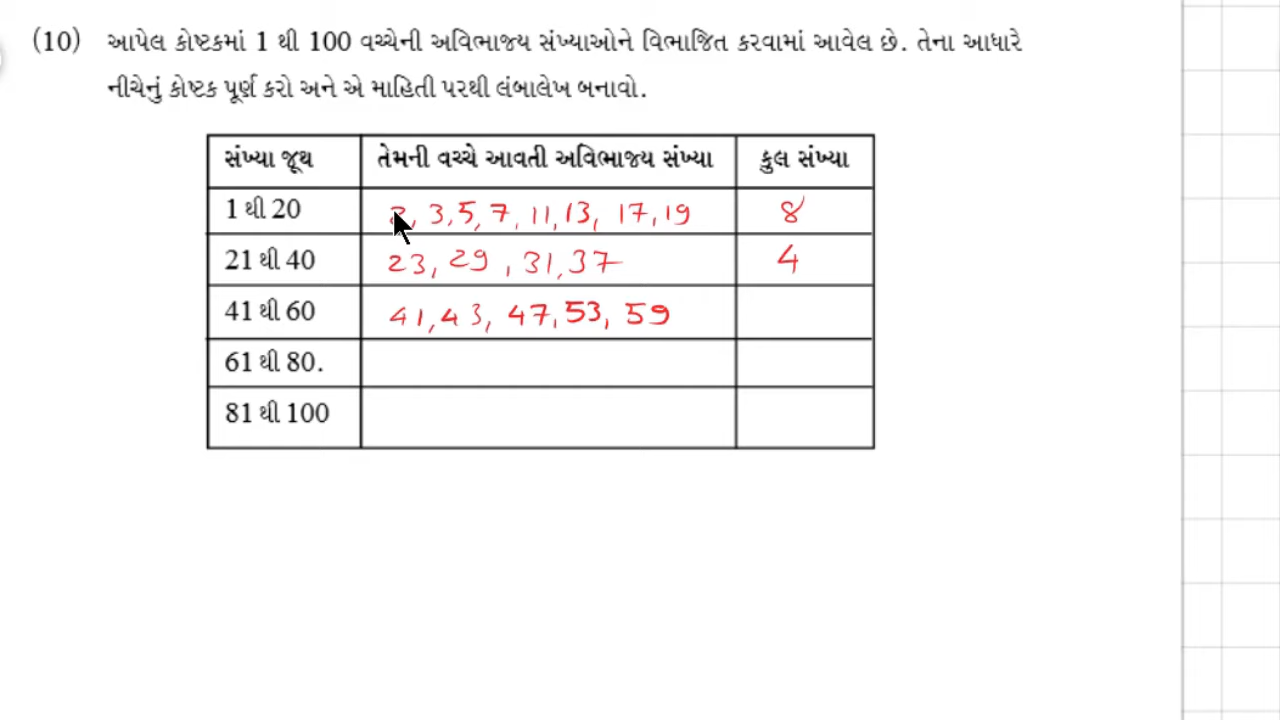 (10) આપેલ કોષ્ટકમાં 1 થી 100 વચ્ચેની અવિભાજ્ય સંખ્યાઓને વિભાજિત કરવામાં આવેલ છે. તેના આધારે
નીચેનું કોષ્ટક પૂર્ણ કરો અને એ માહિતી પરથી લંબાલેખ બનાવો.
સંખ્યા જૂથ તેમની વચ્ચે આવતી અવિભાજ્ય સંખ્યા કુલ સંખ્યા
1 થી 20 2, 3, 5, 7, 11, 13, 17, 19 8
21 થી 40 23, 29, 31, 37 4
41 થી 60 41, 43, 47, 53, 59
61 થી 80.
81 થી 100